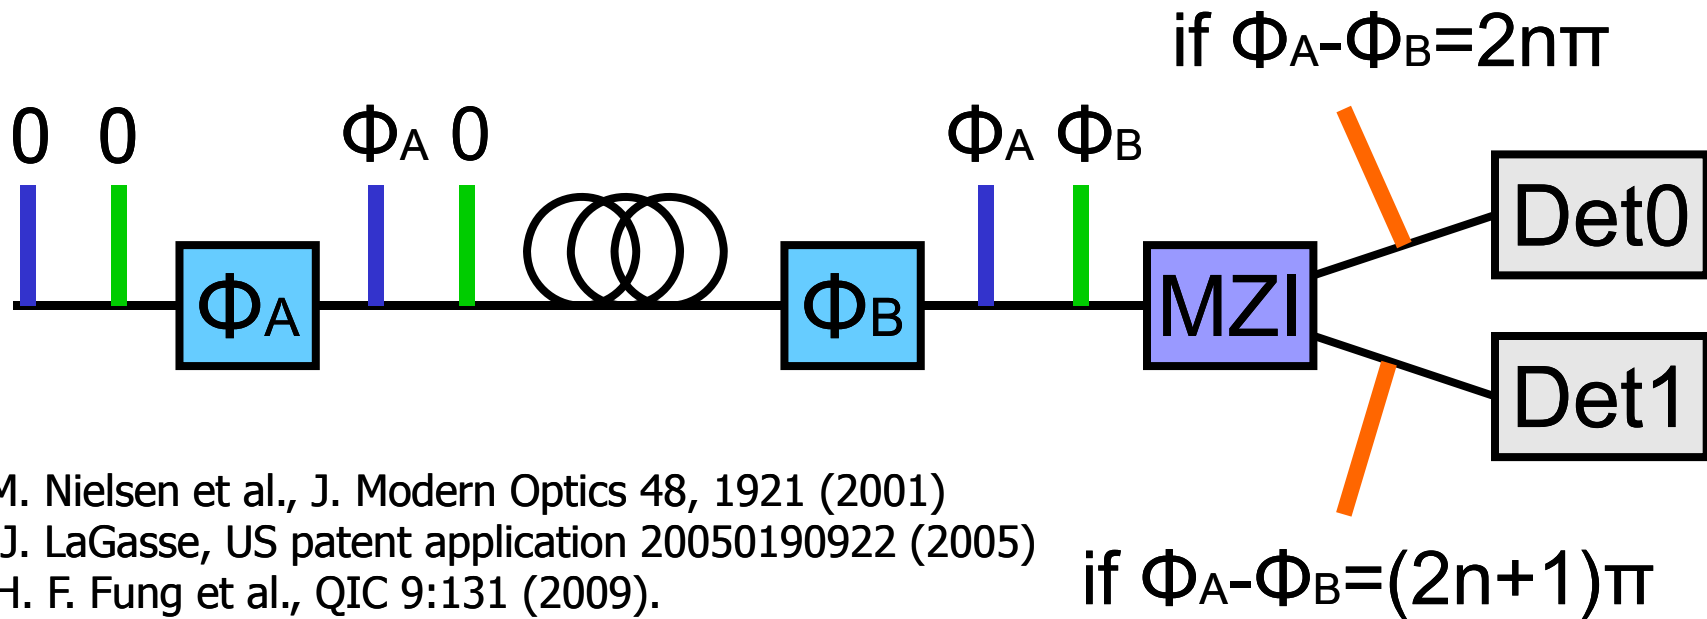 if ΦA-ΦB=2nπ
0 0 ΦA 0 ΦA ΦB
Det0
ΦA ΦB MZI
Det1
M. Nielsen et al., J. Modern Optics 48, 1921 (2001)
J. LaGasse, US patent application 20050190922 (2005)
H. F. Fung et al., QIC 9:131 (2009).
if ΦA-ΦB=(2n+1)π